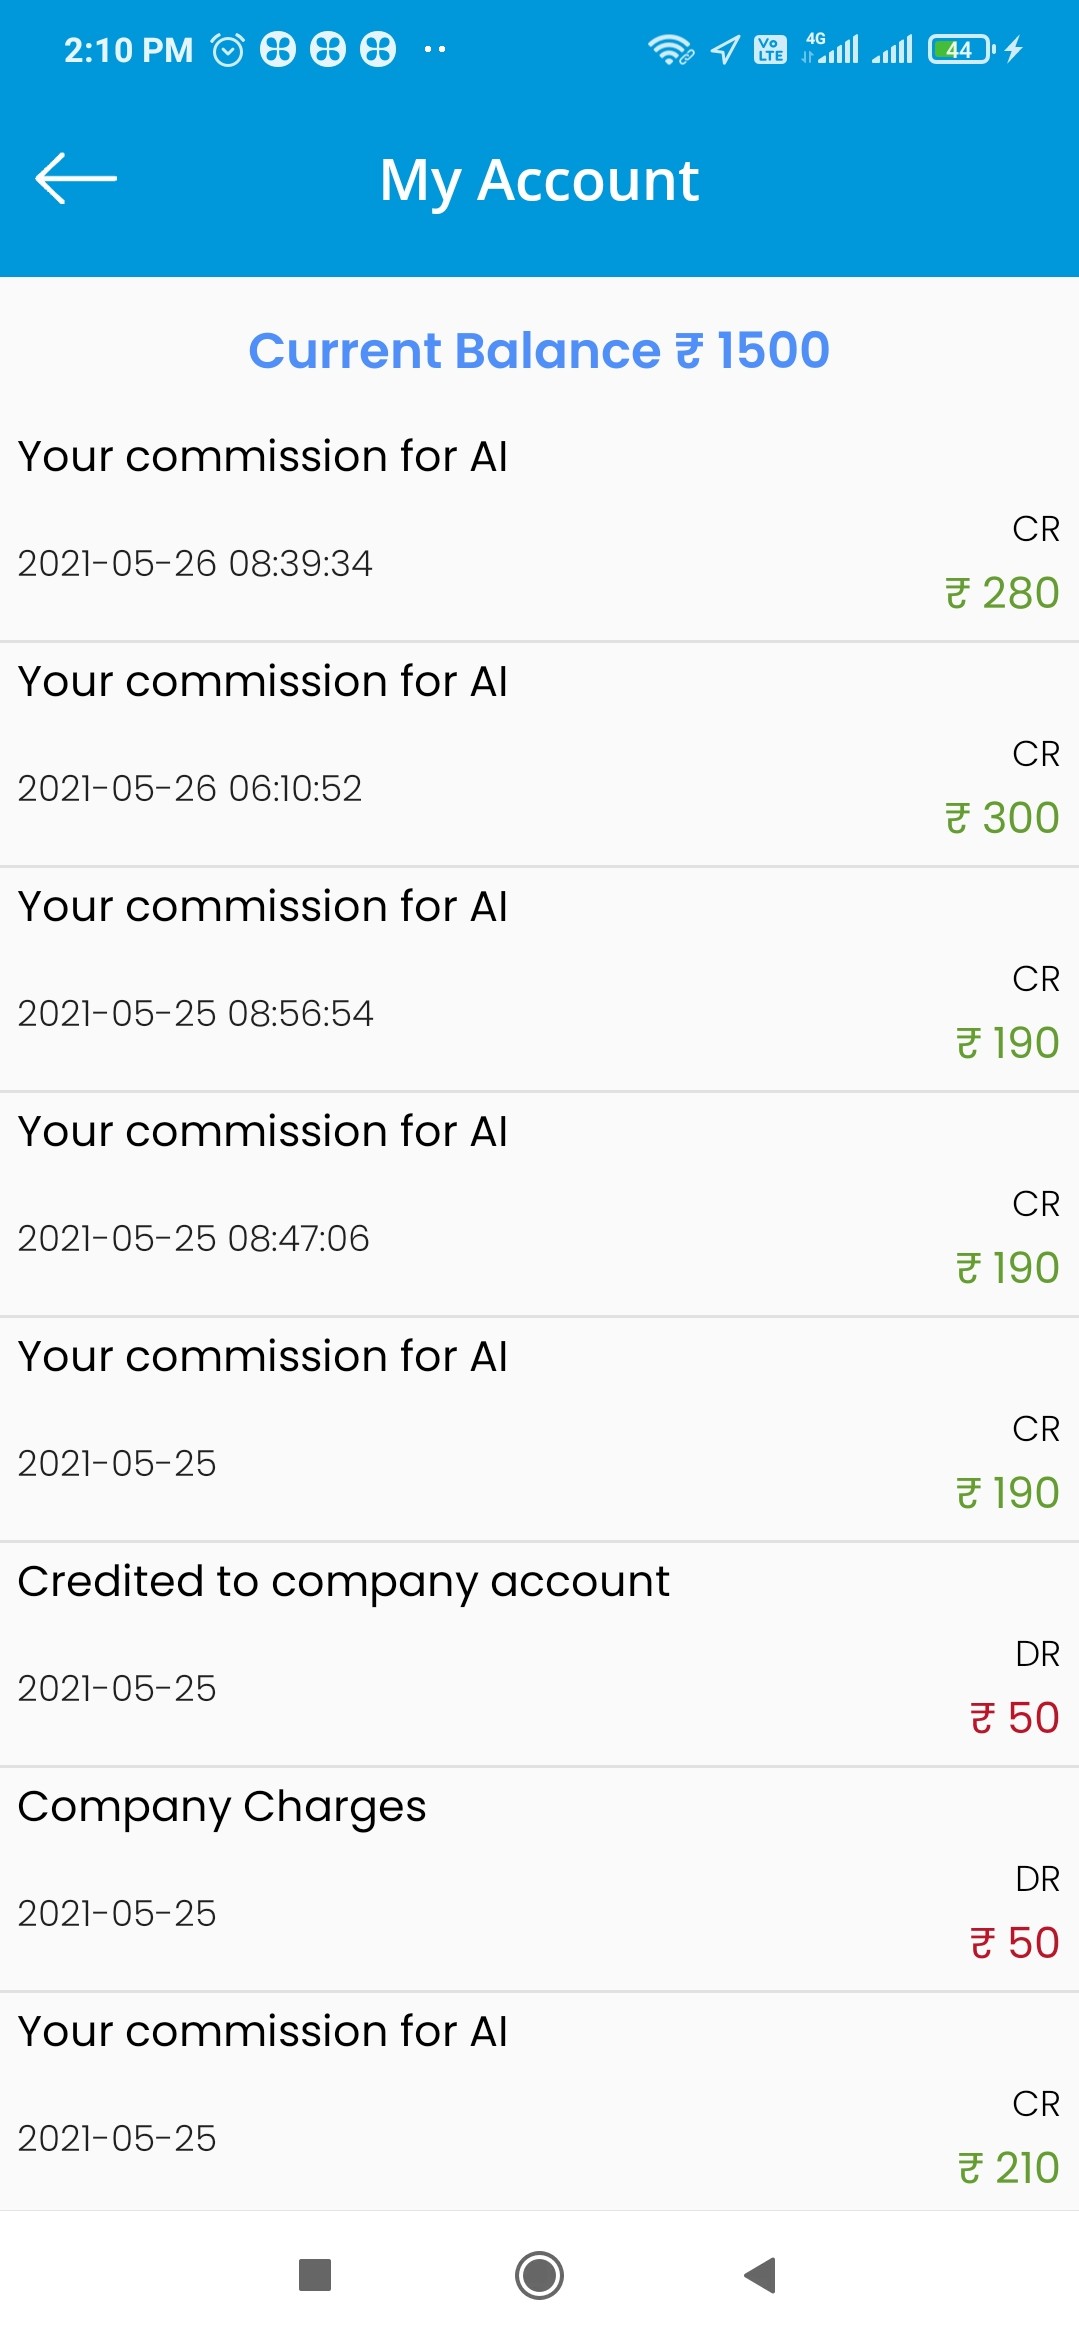 2:10 PM
Vo LTE 4G 44
My Account
Current Balance ₹ 1500
Your commission for AI
CR
2021-05-26 08:39:34
₹ 280
Your commission for AI
CR
2021-05-26 06:10:52
₹ 300
Your commission for AI
CR
2021-05-25 08:56:54
₹ 190
Your commission for AI
CR
2021-05-25 08:47:06
₹ 190
Your commission for AI
CR
2021-05-25
₹ 190
Credited to company account
DR
2021-05-25
₹ 50
Company Charges
DR
2021-05-25
₹ 50
Your commission for AI
CR
2021-05-25
₹ 210